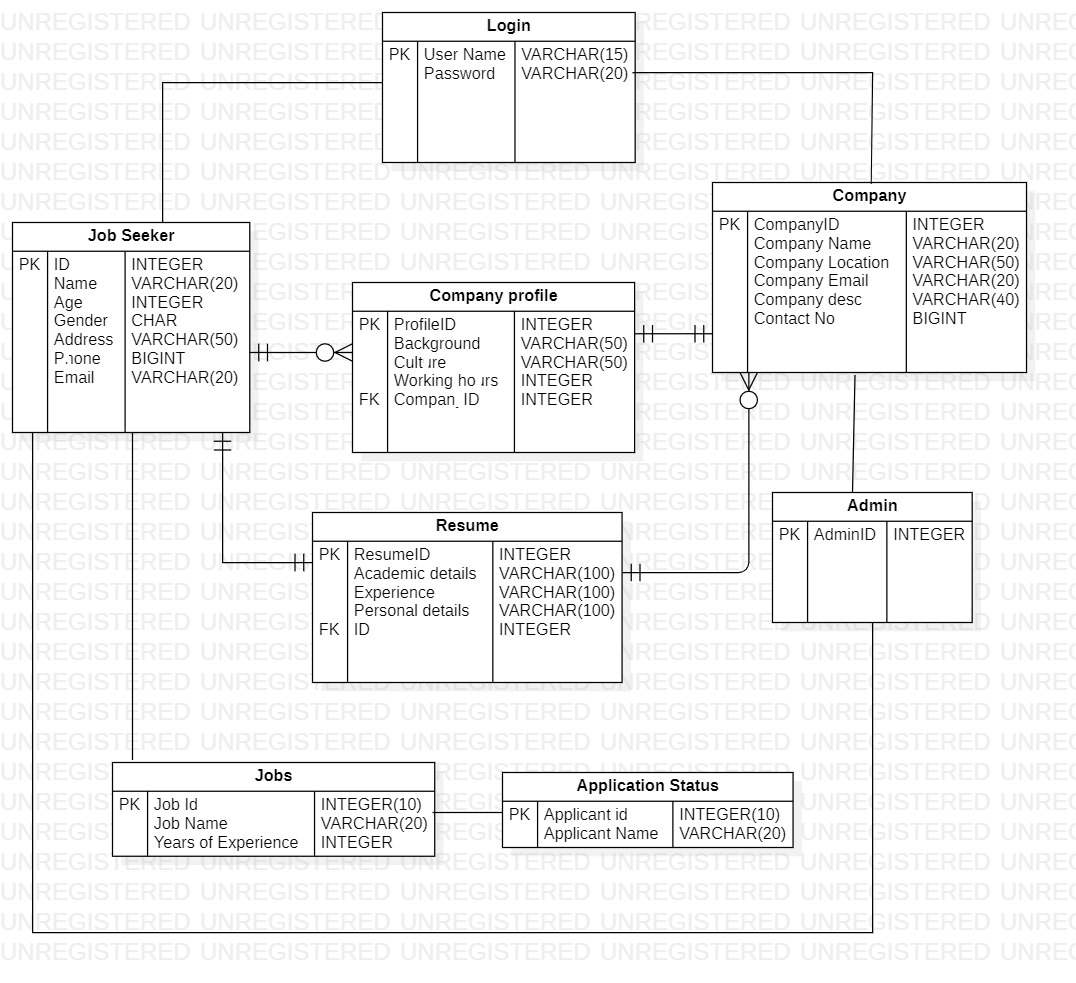 UNREGISTERED UNREGISTERED UNREGISTERED UNREGISTERED UNREGISTERED
Login
PK User Name VARCHAR(15)
Password VARCHAR(20)
Company
PK CompanyID INTEGER
Company Name VARCHAR(20)
Company Location VARCHAR(50)
Company Email VARCHAR(20)
Company desc VARCHAR(40)
Contact No BIGINT
Job Seeker
PK ID INTEGER
Name VARCHAR(20)
Age INTEGER
Gender CHAR
Address VARCHAR(50)
BIGINT
Email VARCHAR(20)
Company profile
PK ProfileID INTEGER
Background VARCHAR(50)
VARCHAR(50)
Working INTEGER
FK ID INTEGER
Admin
PK AdminID INTEGER
Resume
PK ResumeID INTEGER
Academic details VARCHAR(100)
Experience VARCHAR(100)
Personal details VARCHAR(100)
FK ID INTEGER
Jobs
PK Job Id INTEGER(10)
Job Name VARCHAR(20)
Years of Experience INTEGER
Application Status
PK Applicant id INTEGER(10)
Applicant Name VARCHAR(20)